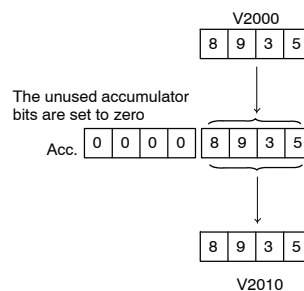 V2000
8 9 3 5
The unused accumulator
bits are set to zero
Acc. 0 0 0 0 8 9 3 5
8 9 3 5
V2010